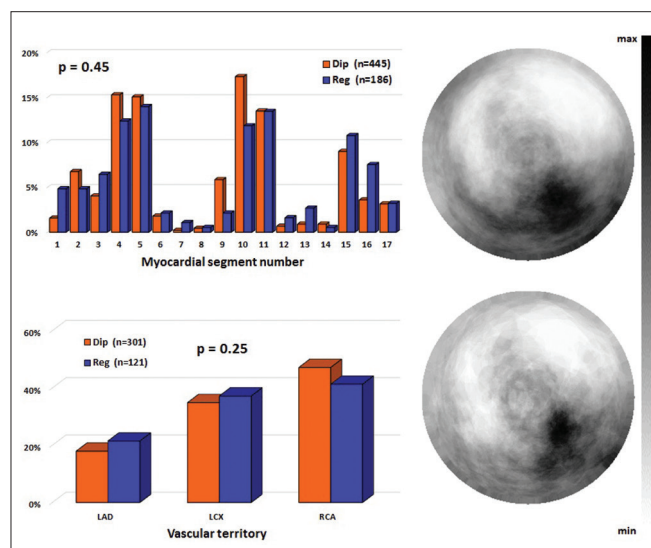 20%
15%
10%
5%
0%
p = 0.45
Dip (n=445)
Reg (n=186)
1 2 3 4 5 6 7 8 9 10 11 12 13 14 15 16 17
Myocardial segment number
60%
40%
20%
0%
Dip (n=301)
Reg (n=121)
p = 0.25
LAD LCX RCA
Vascular territory
max
min